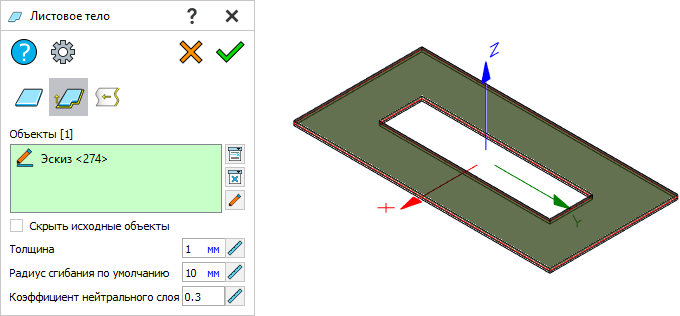 Листовое тело ?
?
Объекты [1]
Эскиз <274>
Скрыть исходные объекты
Толщина 1 мм
Радиус сгибания по умолчанию 10 мм
Коэффициент нейтрального слоя 0.3
Z
X
Y